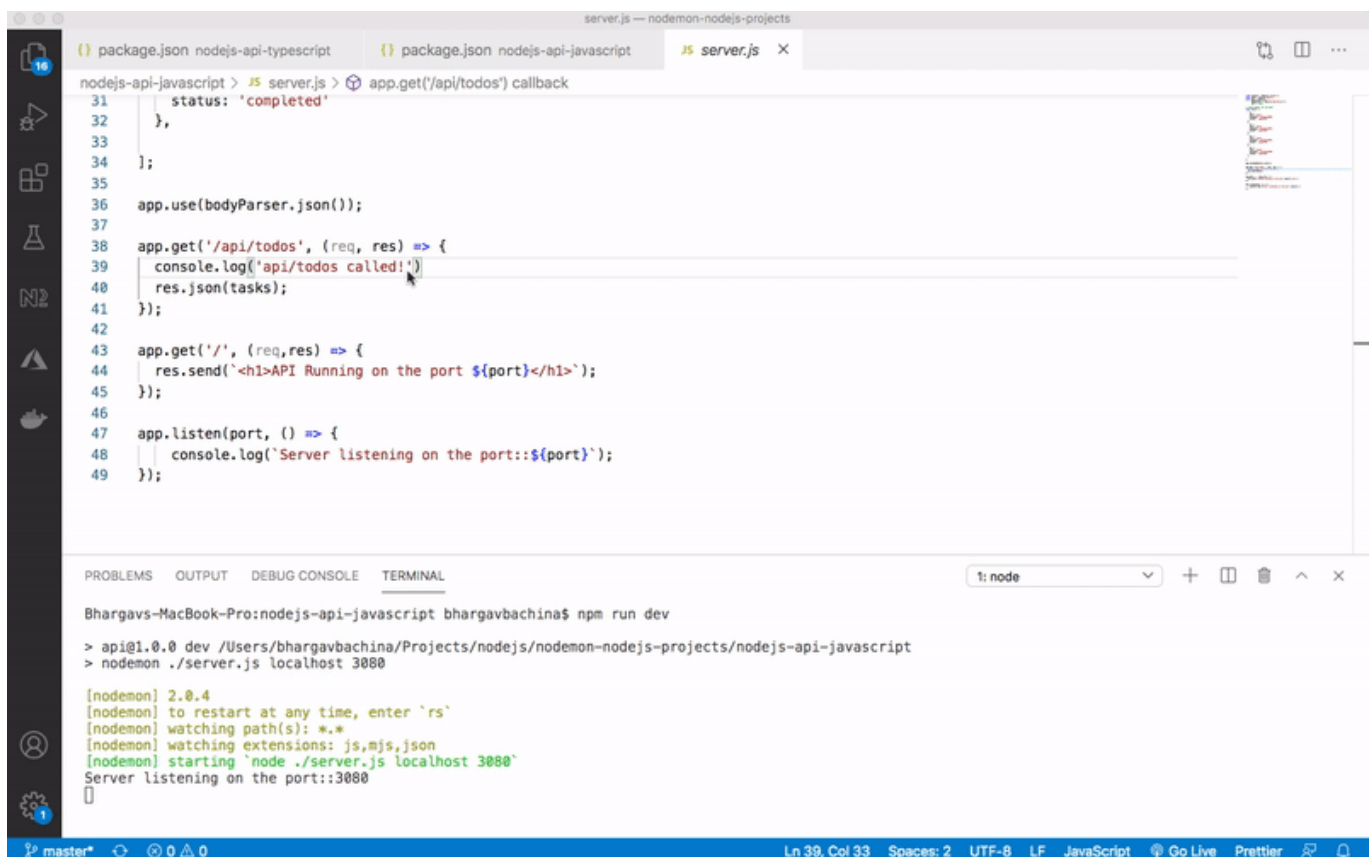 server.js — nodemon-nodejs-projects
{} package.json nodejs-api-typescript {} package.json nodejs-api-javascript JS server.js ×
16
nodejs-api-javascript > JS server.js > app.get('/api/todos') callback
31 status: 'completed'
32 },
33
34 ];
35
36 app.use(bodyParser.json());
37
38 app.get('/api/todos', (req, res) => {
39 console.log('api/todos called!')
40 res.json(tasks);
41 });
42
43 app.get('/', (req,res) => {
44 res.send(`<h1>API Running on the port ${port}</h1>`);
45 });
46
47 app.listen(port, () => {
48 console.log(`Server listening on the port::${port}`);
49 });
PROBLEMS OUTPUT DEBUG CONSOLE TERMINAL 1: node
Bhargavs-MacBook-Pro:nodejs-api-javascript bhargavbachina$ npm run dev
> api@1.0.0 dev /Users/bhargavbachina/Projects/nodejs/nodemon-nodejs-projects/nodejs-api-javascript
> nodemon ./server.js localhost 3080
[nodemon] 2.0.4
[nodemon] to restart at any time, enter `rs`
[nodemon] watching path(s): *.*
[nodemon] watching extensions: js,mjs,json
[nodemon] starting `node ./server.js localhost 3080`
Server listening on the port::3080
1
master* 0 0 Ln 39, Col 33 Spaces: 2 UTF-8 LF JavaScript Go Live Prettier